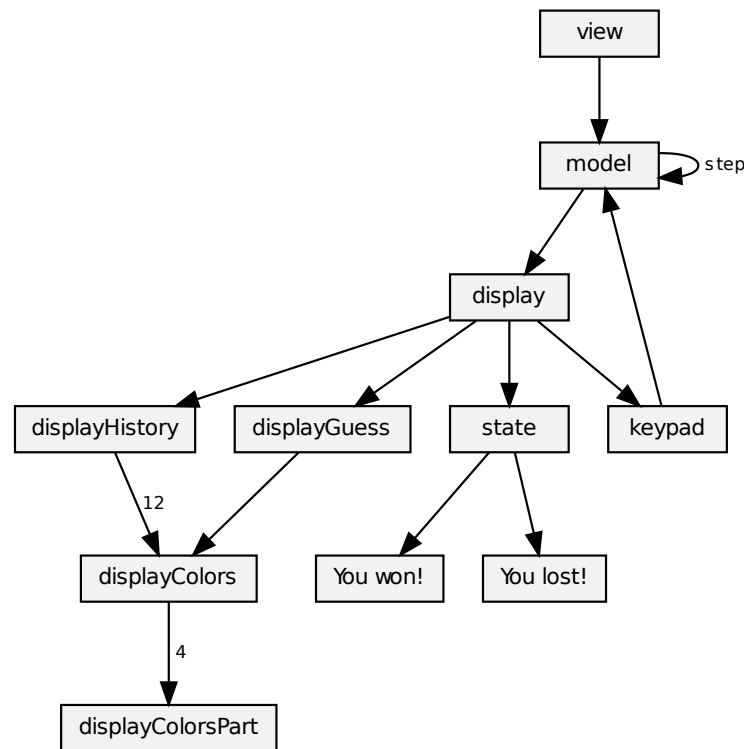 view
model
step
display
displayHistory
displayGuess
state
keypad
12
displayColors
You won!
You lost!
4
displayColorsPart